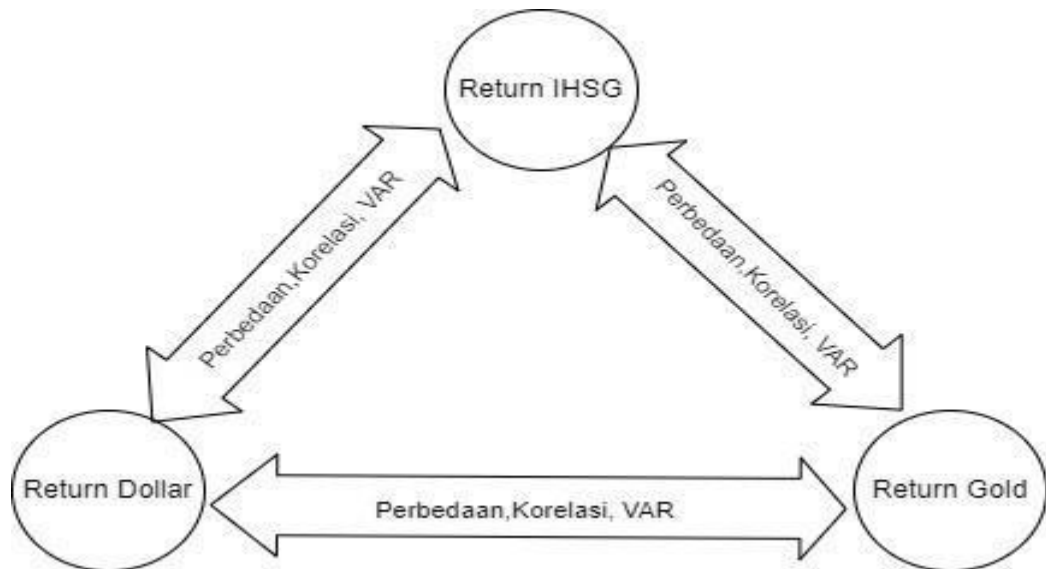 Return IHSG
Perbedaan,Korelasi, VAR
Perbedaan,Korelasi, VAR
Return Dollar
Perbedaan,Korelasi, VAR
Return Gold